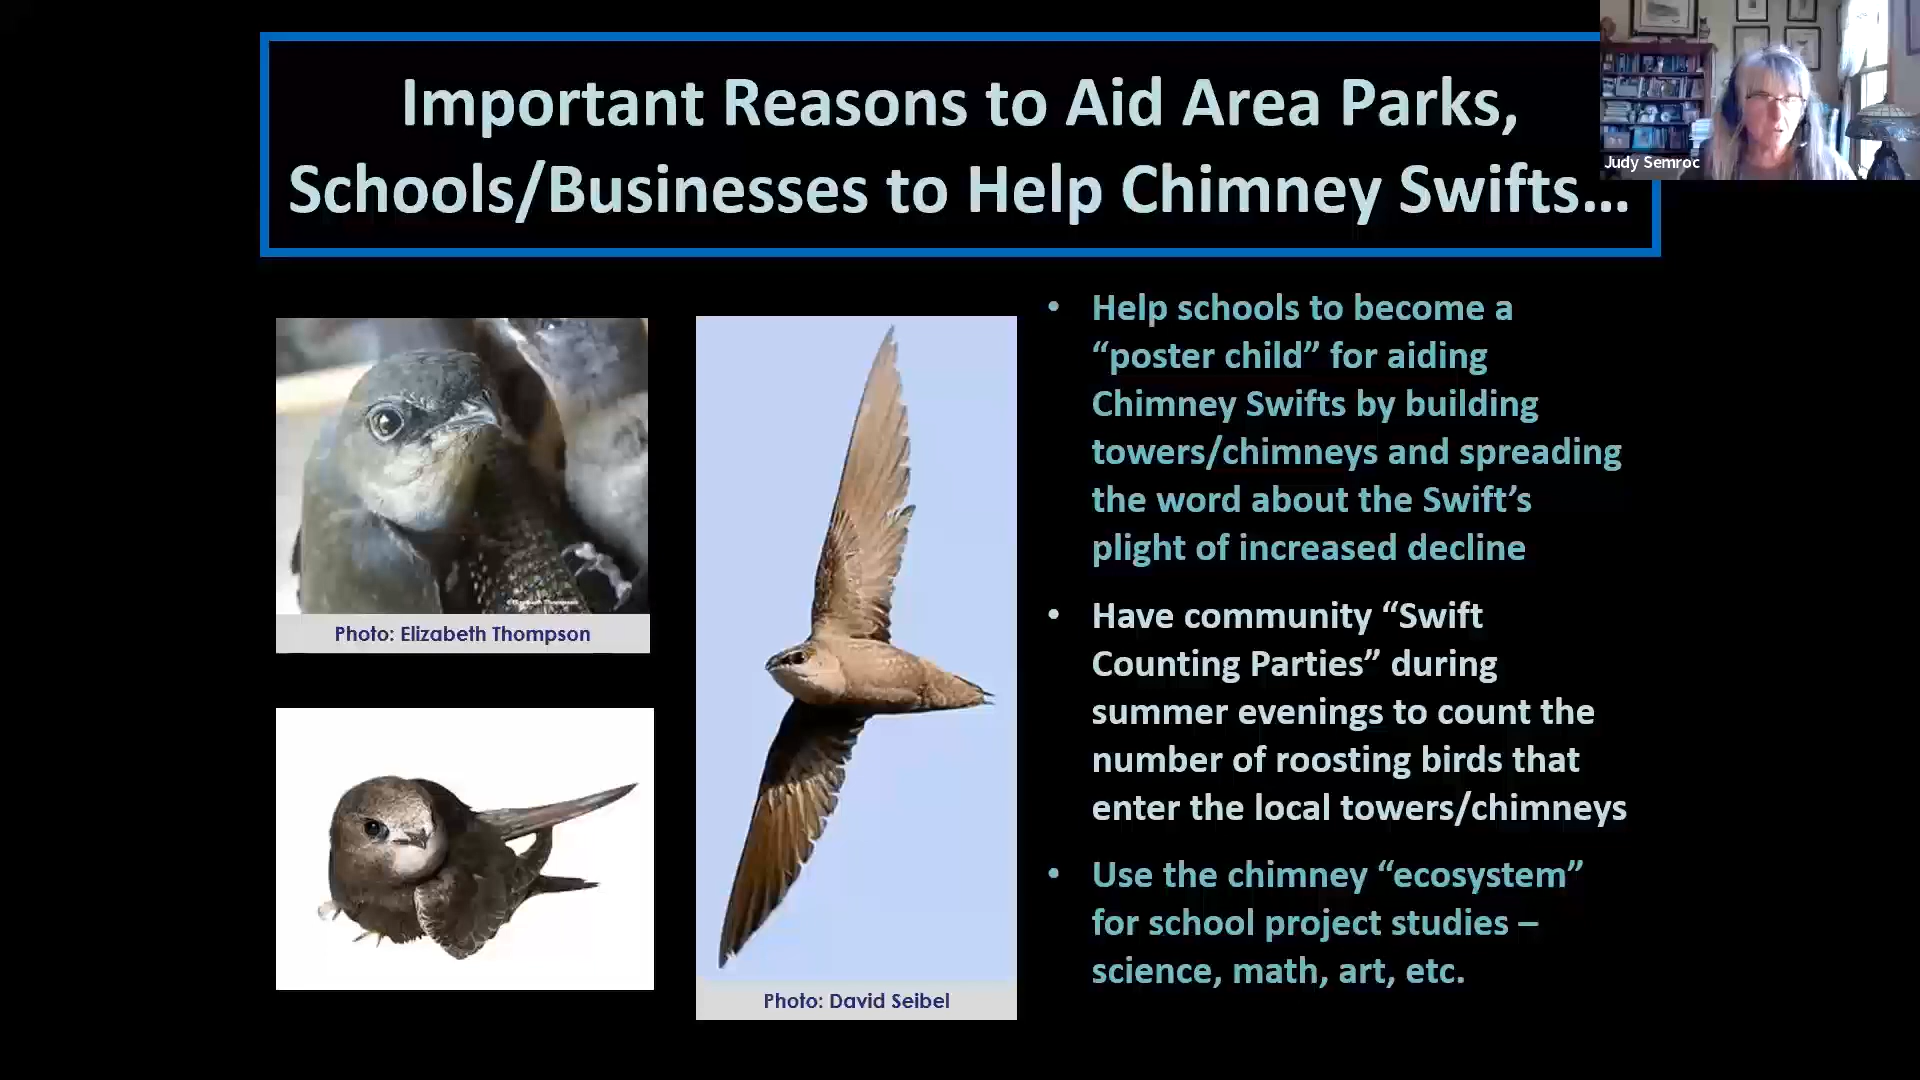 Important Reasons to Aid Area Parks,
Schools/Businesses to Help Chimney Swifts...
Judy Semroc
• Help schools to become a
“poster child” for aiding
Chimney Swifts by building
towers/chimneys and spreading
the word about the Swift’s
plight of increased decline
• Have community “Swift
Counting Parties” during
summer evenings to count the
number of roosting birds that
enter the local towers/chimneys
• Use the chimney “ecosystem”
for school project studies –
science, math, art, etc.
©Elizabeth Thompson
Photo: Elizabeth Thompson
Photo: David Seibel